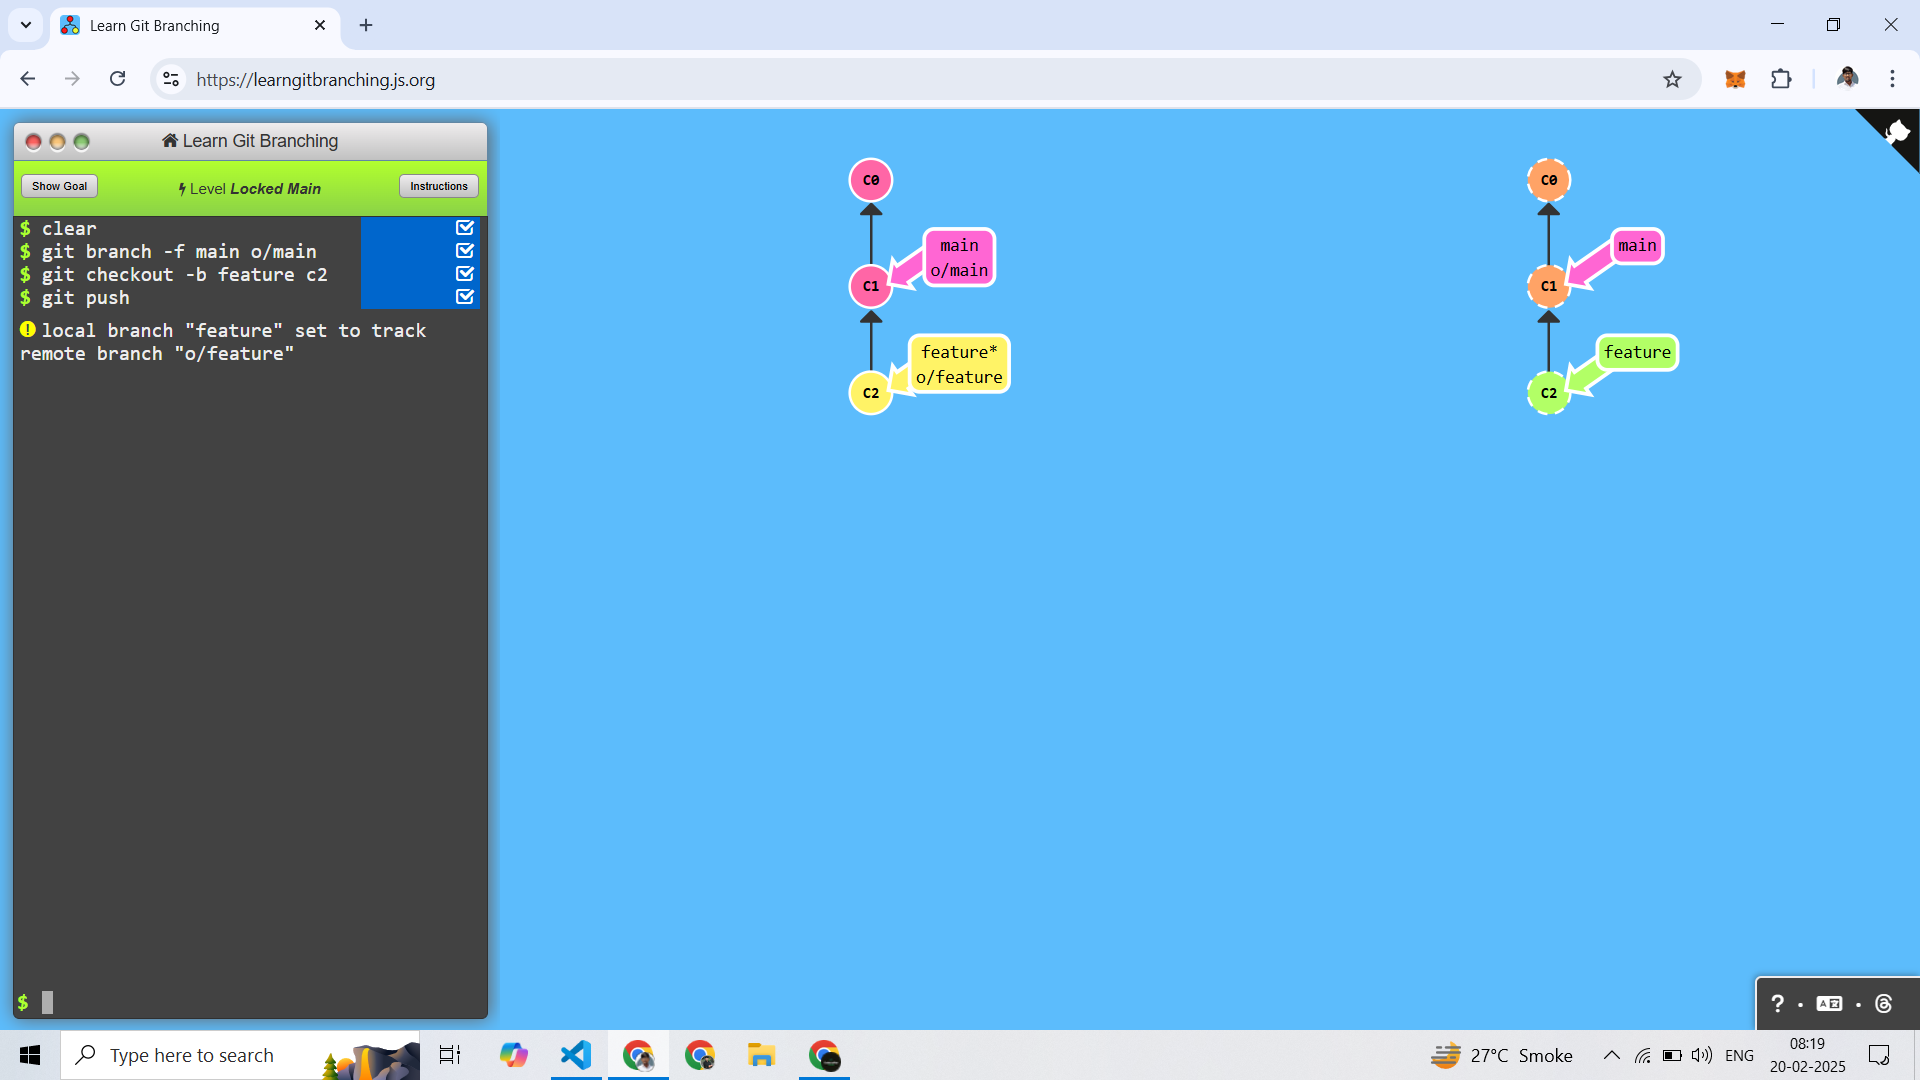 Learn Git Branching
https://learngitbranching.js.org
Learn Git Branching
Show Goal
Level Locked Main
Instructions
$ clear
$ git branch -f main o/main
$ git checkout -b feature c2
$ git push
local branch "feature" set to track
remote branch "o/feature"
$
C0
main
o/main
C1
feature*
o/feature
C2
C0
main
C1
feature
C2
?
Type here to search
27°C Smoke
ENG
08:19
20-02-2025